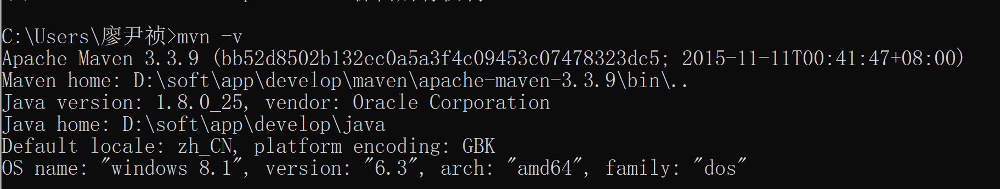 C:\Users\廖尹祯>mvn -v
Apache Maven 3.3.9 (bb52d8502b132ec0a5a3f4c09453c07478323dc5; 2015-11-11T00:41:47+08:00)
Maven home: D:\soft\app\develop\maven\apache-maven-3.3.9\bin\..
Java version: 1.8.0_25, vendor: Oracle Corporation
Java home: D:\soft\app\develop\java
Default locale: zh_CN, platform encoding: GBK
OS name: "windows 8.1", version: "6.3", arch: "amd64", family: "dos"